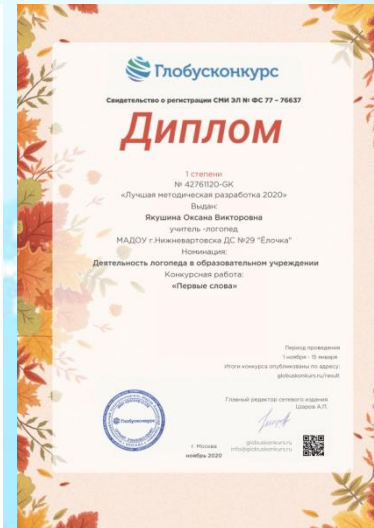 Глобусконкурс
Свидетельство о регистрации СМИ ЭЛ № ФС 77 – 76637
Диплом
1 степени
№ 42761120-GK
«Лучшая методическая разработка 2020»
Выдан:
Якушина Оксана Викторовна
учитель -логопед
МАДОУ г.Нижневартовска ДС №29 "Ёлочка"
Номинация:
Деятельность логопеда в образовательном учреждении
Конкурсная работа:
«Первые слова»
Период проведения
1 ноября - 15 января
Итоги конкурса опубликованы по адресу:
globuskonkurs.ru/result
Главный редактор сетевого издания
Шаров А.П.
Глобусконкурс
г. Москва
ноябрь 2020
globuskonkurs.ru
info@globuskonkurs.ru